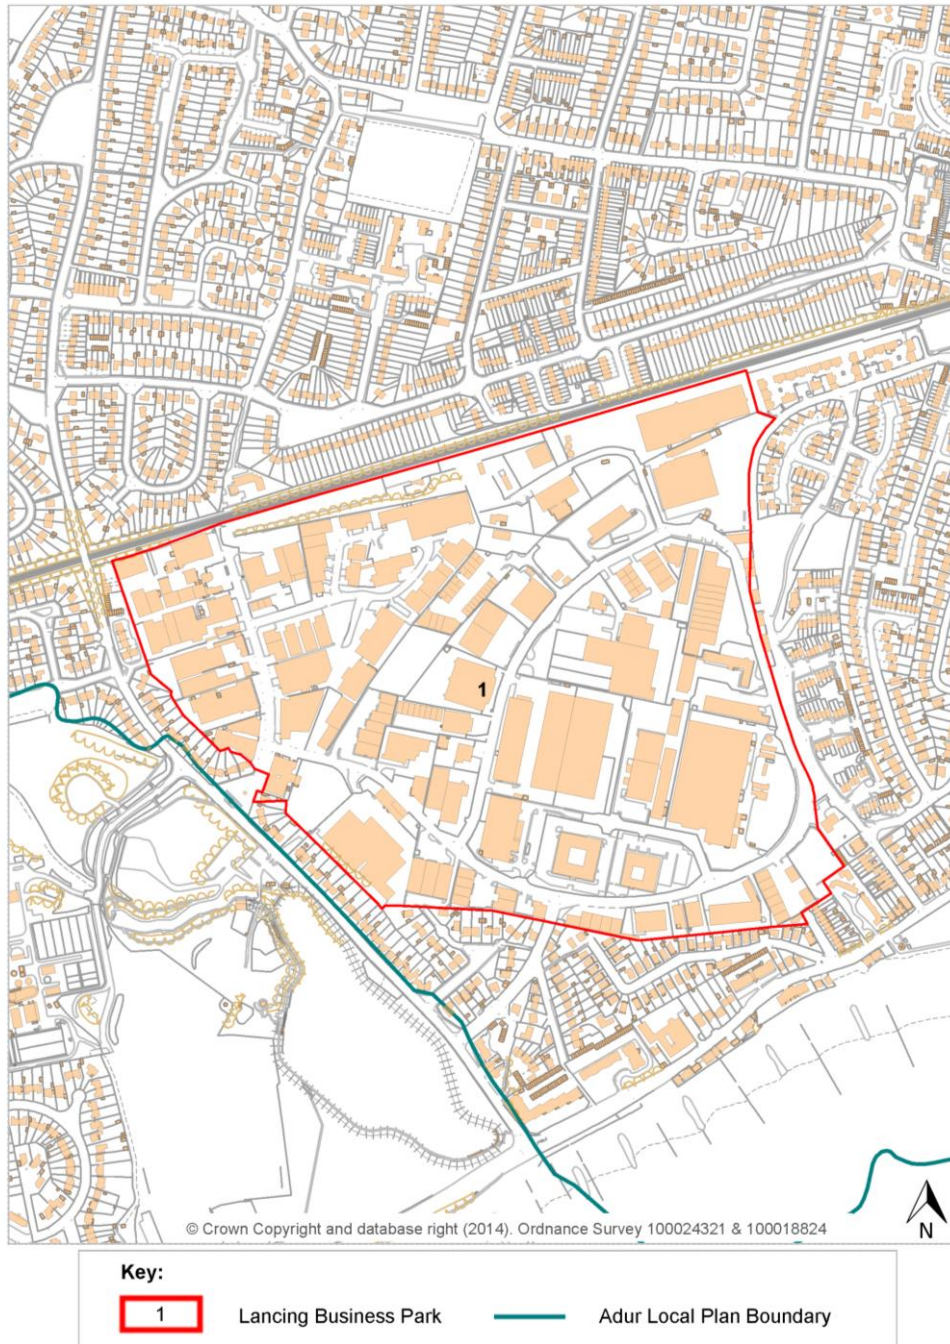 1
N
© Crown Copyright and database right (2014). Ordnance Survey 100024321 & 100018824
Key:
1 Lancing Business Park Adur Local Plan Boundary